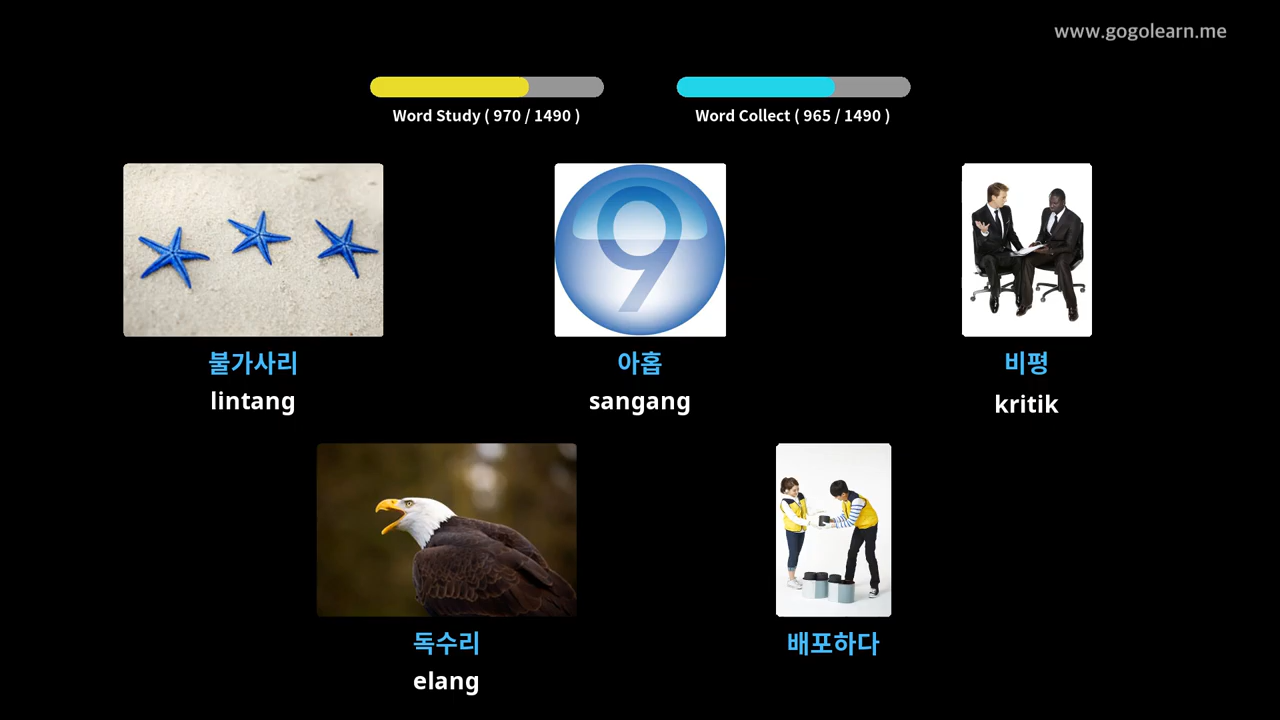 www.gogolearn.me
Word Study ( 970 / 1490 )
Word Collect ( 965 / 1490 )
9
불가사리
lintang
아홉
sangang
비평
kritik
독수리
elang
배포하다